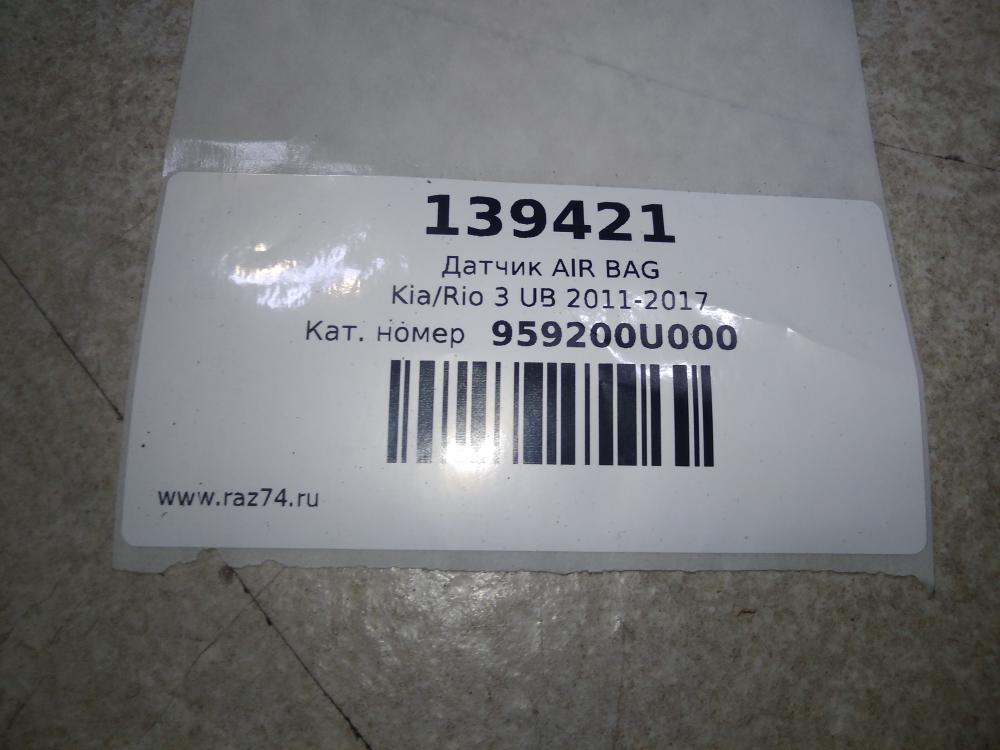 139421
Датчик AIR BAG
Kia/Rio 3 UB 2011-2017
Кат. номер 959200U000
www.raz74.ru